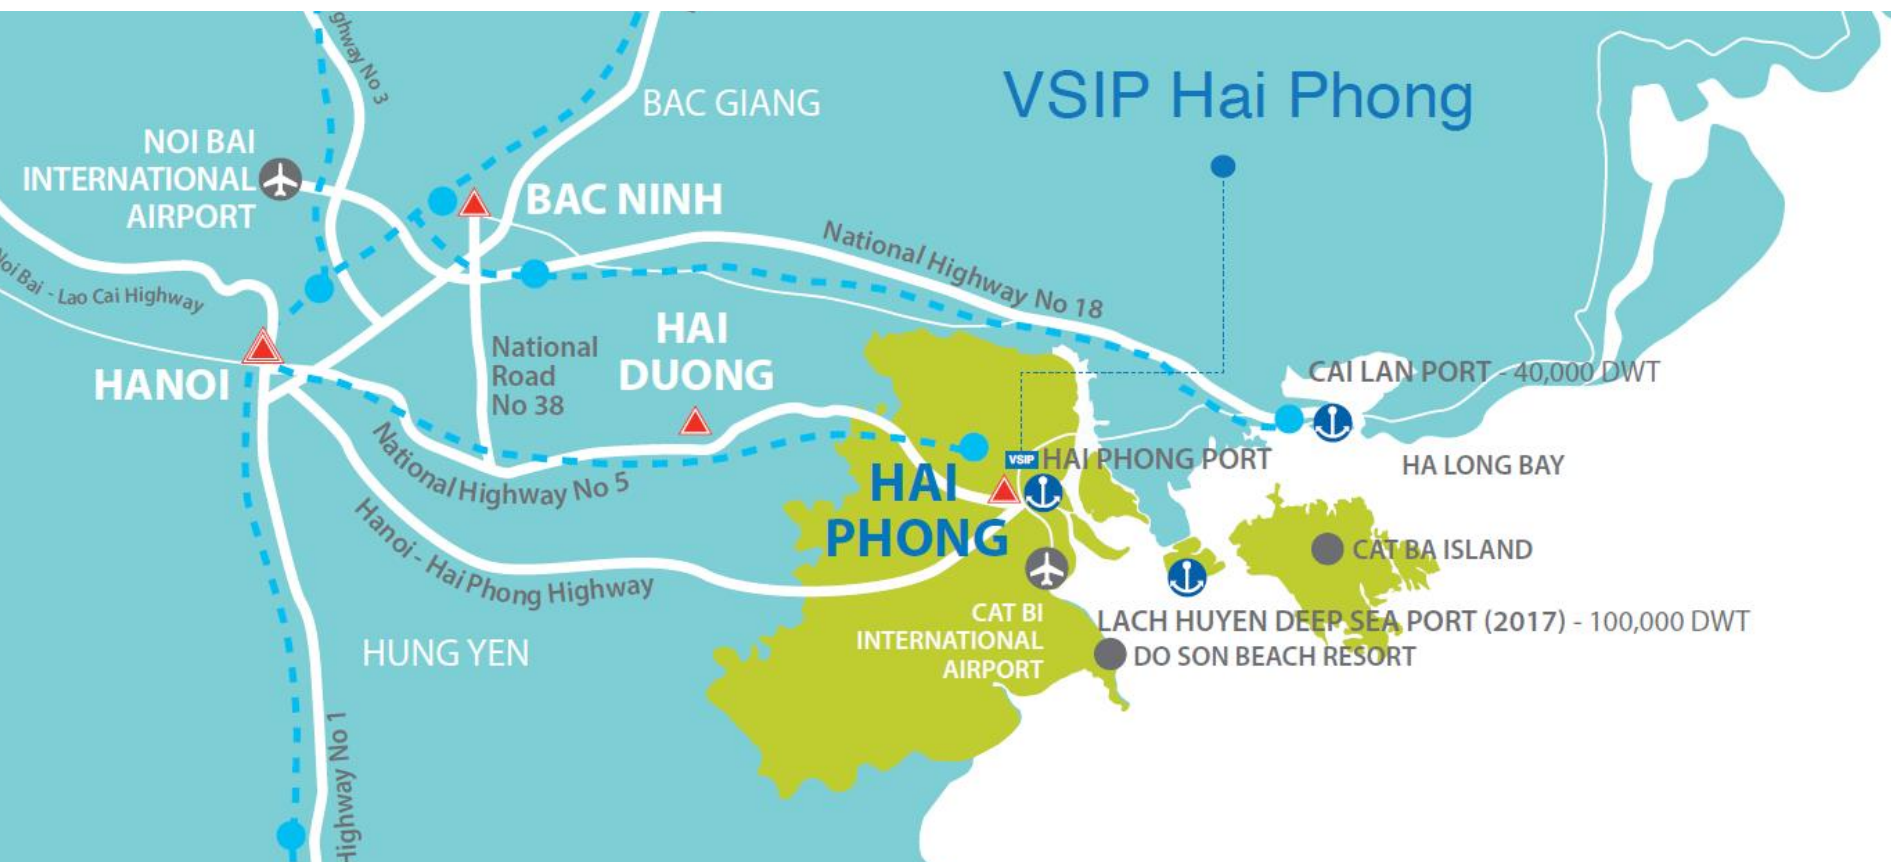 ghway No 3
BAC GIANG
VSIP Hai Phong
NOI BAI
INTERNATIONAL
AIRPORT
BAC NINH
National Highway No 18
Noi Bai - Lao Cai Highway
HANOI
National
Road
No 38
HAI
DUONG
CAI LAN PORT - 40,000 DWT
National Highway No 5
VSIP
HAI PHONG PORT
HA LONG BAY
HAI
PHONG
Hanoi - Hai Phong Highway
CAT BA ISLAND
CAT BI
INTERNATIONAL
AIRPORT
LACH HUYEN DEEP SEA PORT (2017) - 100,000 DWT
DO SON BEACH RESORT
HUNG YEN
Highway No 1